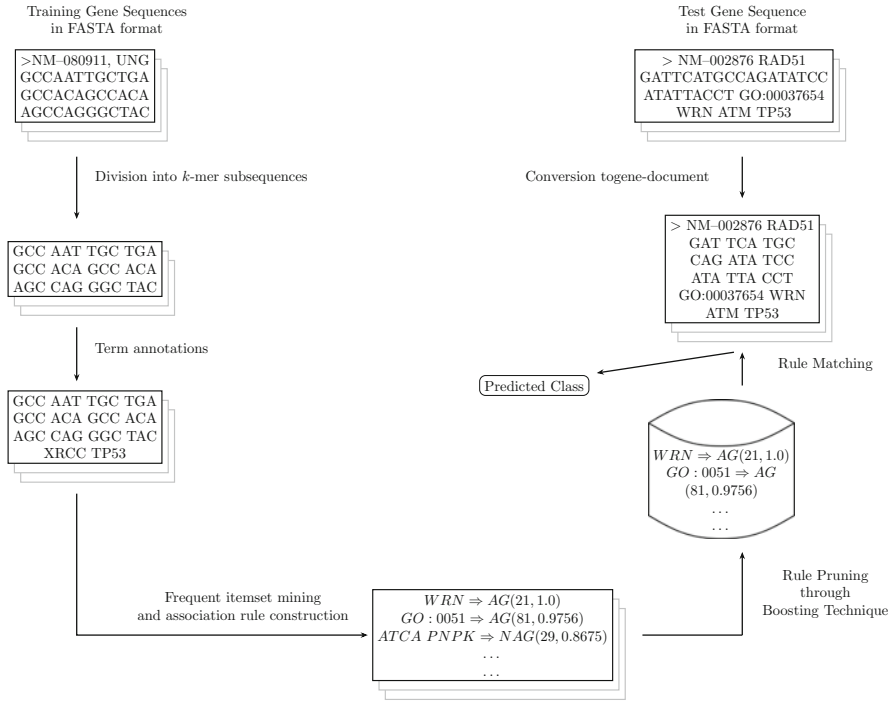 Training Gene Sequences
in FASTA format
>NM–080911, UNG
GCCAATTGCTGA
GCCACAGCCACA
AGCCAGGGCTAC
Division into k-mer subsequences
GCC AAT TGC TGA
GCC ACA GCC ACA
AGC CAG GGC TAC
Term annotations
GCC AAT TGC TGA
GCC ACA GCC ACA
AGC CAG GGC TAC
XRCC TP53
Frequent itemset mining
and association rule construction
WRN ⇒ AG(21, 1.0)
GO : 0051 ⇒ AG(81, 0.9756)
ATCA PNPK ⇒ NAG(29, 0.8675)
...
...
Rule Pruning
through
Boosting Technique
WRN ⇒ AG(21, 1.0)
GO : 0051 ⇒ AG
(81, 0.9756)
...
...
Rule Matching
Predicted Class
Test Gene Sequence
in FASTA format
> NM–002876 RAD51
GATTCATGCCAGATATCC
ATATTACCT GO:00037654
WRN ATM TP53
Conversion togene-document
> NM–002876 RAD51
GAT TCA TGC
CAG ATA TCC
ATA TTA CCT
GO:00037654 WRN
ATM TP53